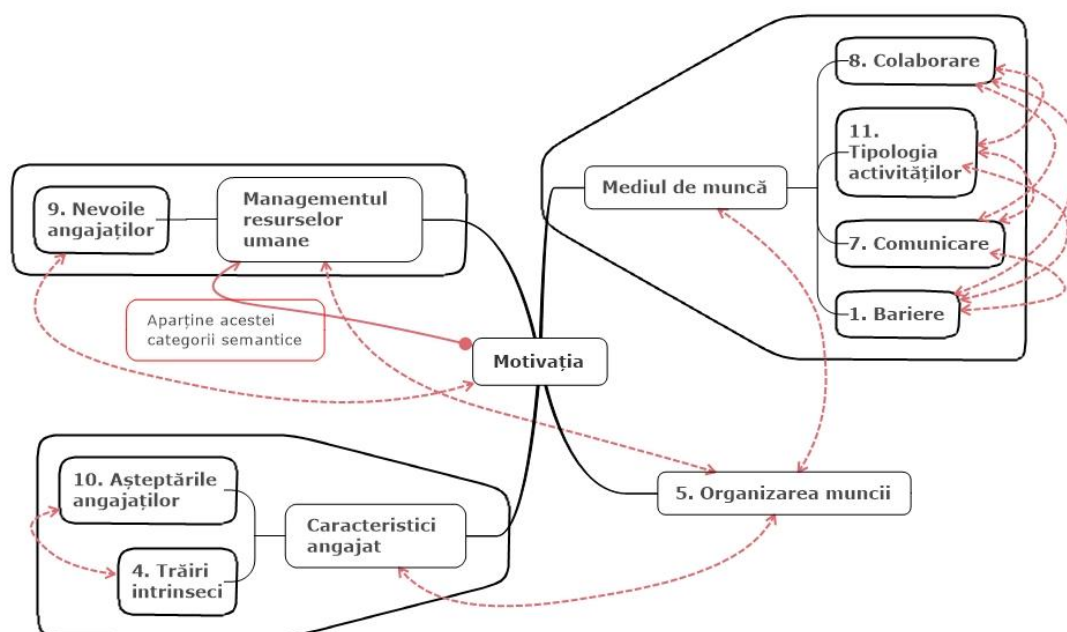 8. Colaborare
11.
Tipologia
activităților
Mediul de muncă
7. Comunicare
1. Bariere
9. Nevoile
angajaților
Managementul
resurselor
umane
Aparține acestei
categorii semantice
Motivația
10. Așteptările
angajaților
4. Trăiri
intrinseci
Caracteristici
angajat
5. Organizarea muncii